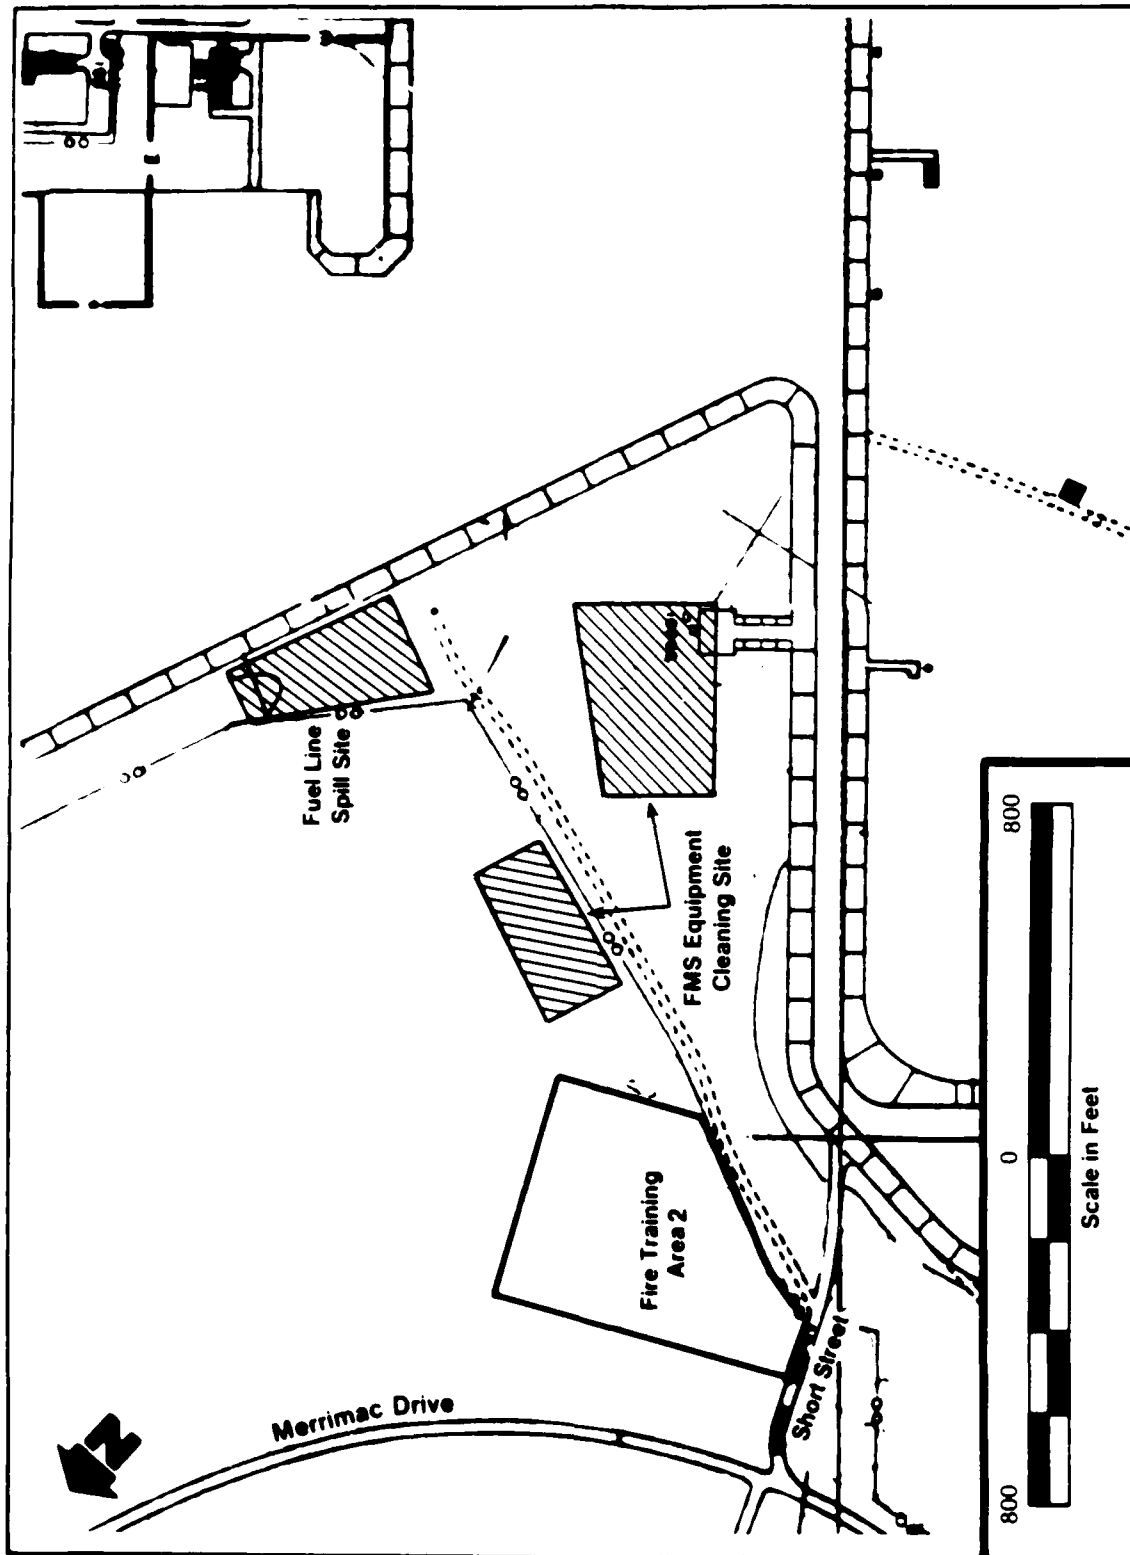 Fuel Line
Spill Site
FMS Equipment
Cleaning Site
Fire Training
Area 2
Merrimac Drive
Short Street
N
800
0
800
Scale in Feet